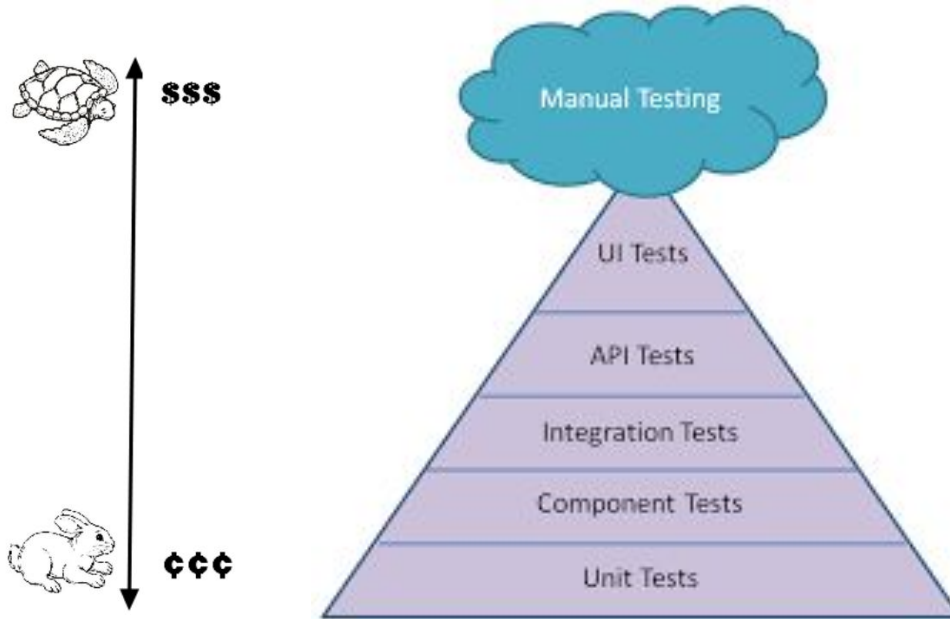 $$$
Manual Testing
UI Tests
API Tests
Integration Tests
Component Tests
¢¢¢
Unit Tests